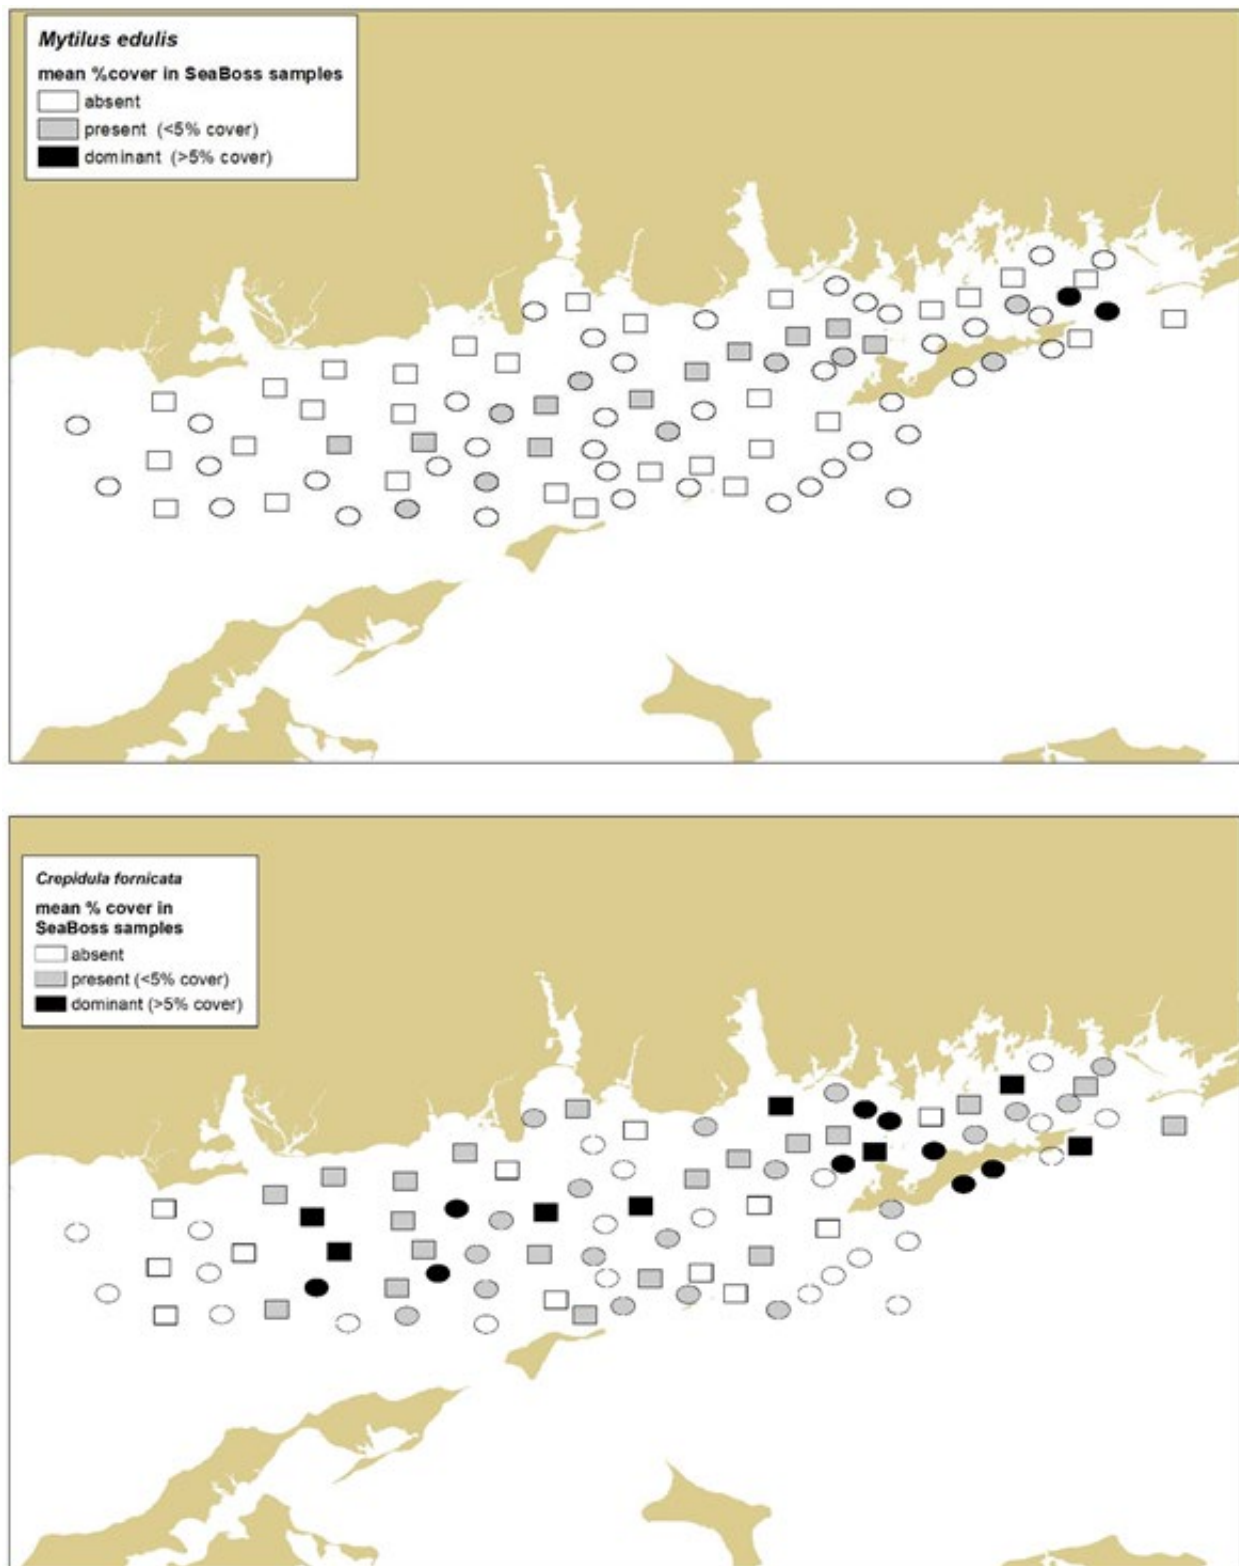 Mytilus edulis
mean %cover in SeaBoss samples
absent
present (<5% cover)
dominant (>5% cover)
Crepidula fornicata
mean % cover in
SeaBoss samples
absent
present (<5% cover)
dominant (>5% cover)